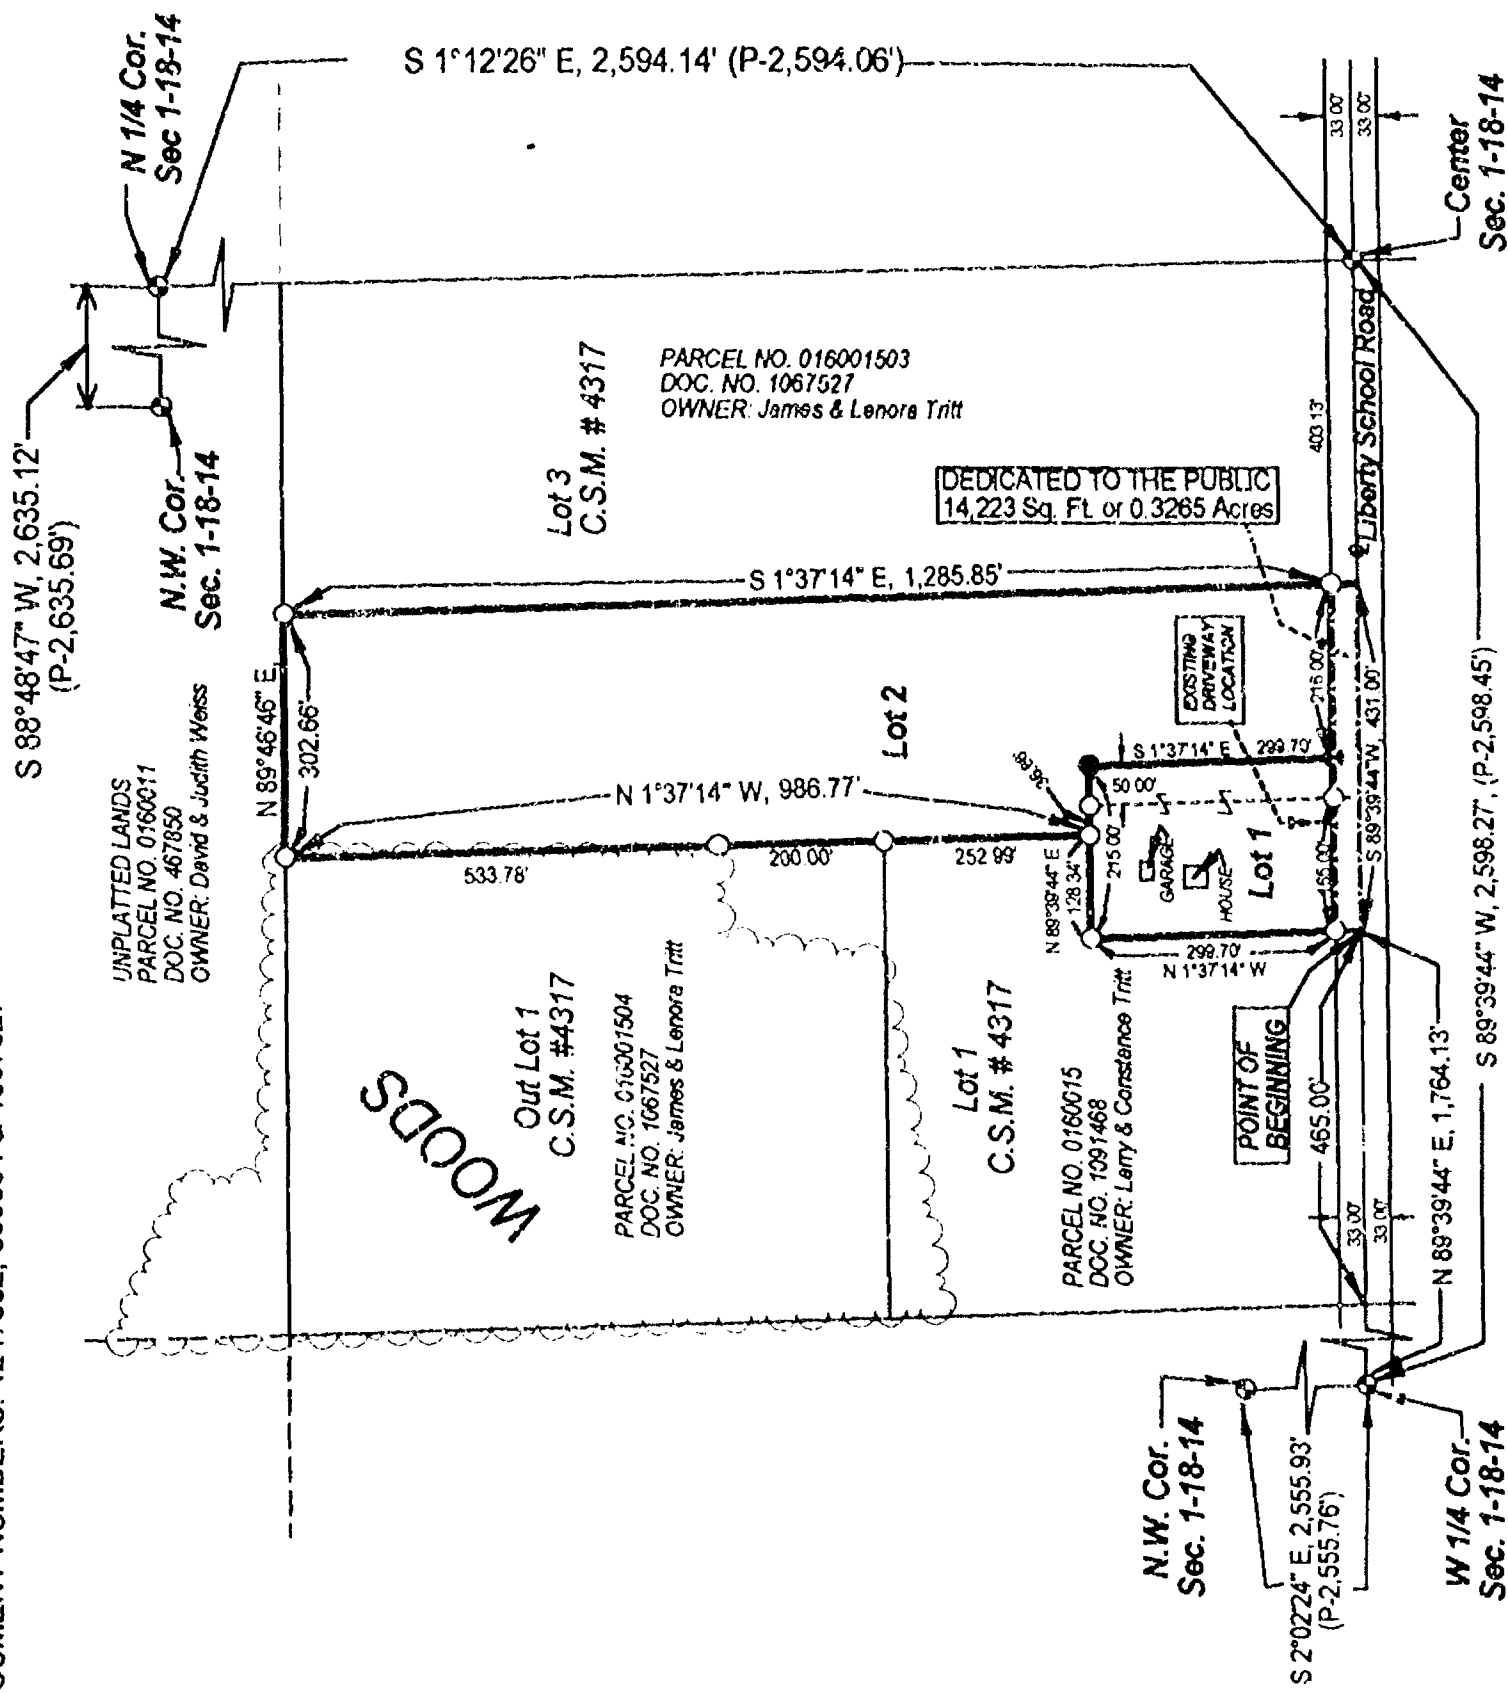 S 1°12'26" E, 2,594.14' (P-2,594.06')
N 1/4 Cor.
Sec 1-18-14
S 88°48'47" W, 2,635.12'
(P-2,635.69')
N.W. Cor.
Sec. 1-18-14
UNPLATTED LANDS
PARCEL NO. 0160011
DOC. NO. 467850
OWNER: David & Judith Weiss
N 89°46'46" E
302.66'
Lot 3
C.S.M. # 4317
PARCEL NO. 016001503
DOC. NO. 1067527
OWNER: James & Lenora Tritt
DEDICATED TO THE PUBLIC
14,223 Sq. Ft. or 0.3265 Acres
S 1°37'14" E, 1,285.85'
33.00'
33.00'
Center
Sec. 1-18-14
403.13'
Liberty School Road
Lot 2
N 1°37'14" W, 986.77'
533.78'
200.00'
252.99'
EXISTING
DRIVEWAY
LOCATION
S 1°37'14" E
299.70'
50.00'
36.66'
215.00'
N 89°39'44" E
128.34'
GARAGE
HOUSE
Lot 1
216.00'
165.00'
S 89°39'44" W, 431.00'
299.70'
N 1°37'14" W
WOODS
Out Lot 1
C.S.M. #4317
PARCEL NO. 016001504
DOC. NO. 1067527
OWNER: James & Lenora Tritt
Lot 1
C.S.M. # 4317
PARCEL NO. 0160015
DOC. NO. 1091468
OWNER: Larry & Constance Tritt
POINT OF
BEGINNING
465.00'
33.00'
33.00'
N 89°39'44" E, 1,764.13'
S 89°39'44" W, 2,598.27', (P-2,598.45')
N.W. Cor.
Sec. 1-18-14
S 2°02'24" E, 2,555.93'
(P-2,555.76')
W 1/4 Cor.
Sec. 1-18-14